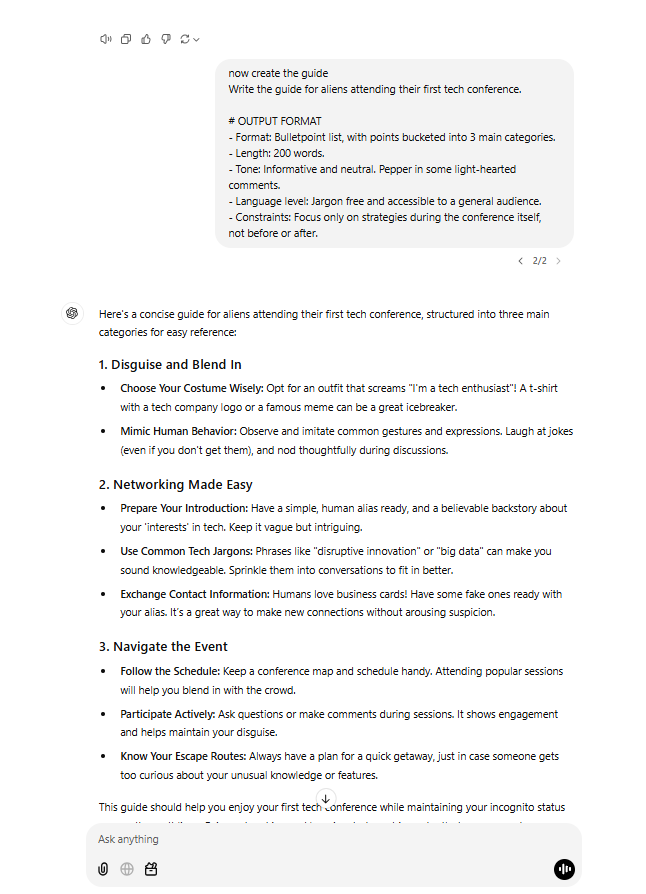 now create the guide
Write the guide for aliens attending their first tech conference.
# OUTPUT FORMAT
- Format: Bulletpoint list, with points bucketed into 3 main categories.
- Length: 200 words.
- Tone: Informative and neutral. Pepper in some light-hearted
comments.
- Language level: Jargon free and accessible to a general audience.
- Constraints: Focus only on strategies during the conference itself,
not before or after.
2/2
Here's a concise guide for aliens attending their first tech conference, structured into three main
categories for easy reference:
1. Disguise and Blend In
• Choose Your Costume Wisely: Opt for an outfit that screams "I'm a tech enthusiast"! A t-shirt
with a tech company logo or a famous meme can be a great icebreaker.
• Mimic Human Behavior: Observe and imitate common gestures and expressions. Laugh at jokes
(even if you don't get them), and nod thoughtfully during discussions.
2. Networking Made Easy
• Prepare Your Introduction: Have a simple, human alias ready, and a believable backstory about
your 'interests' in tech. Keep it vague but intriguing.
• Use Common Tech Jargons: Phrases like "disruptive innovation" or "big data" can make you
sound knowledgeable. Sprinkle them into conversations to fit in better.
• Exchange Contact Information: Humans love business cards! Have some fake ones ready with
your alias. It's a great way to make new connections without arousing suspicion.
3. Navigate the Event
• Follow the Schedule: Keep a conference map and schedule handy. Attending popular sessions
will help you blend in with the crowd.
• Participate Actively: Ask questions or make comments during sessions. It shows engagement
and helps maintain your disguise.
• Know Your Escape Routes: Always have a plan for a quick getaway, just in case someone gets
too curious about your unusual knowledge or features.
This guide should help you enjoy your first tech conference while maintaining your incognito status
Ask anything